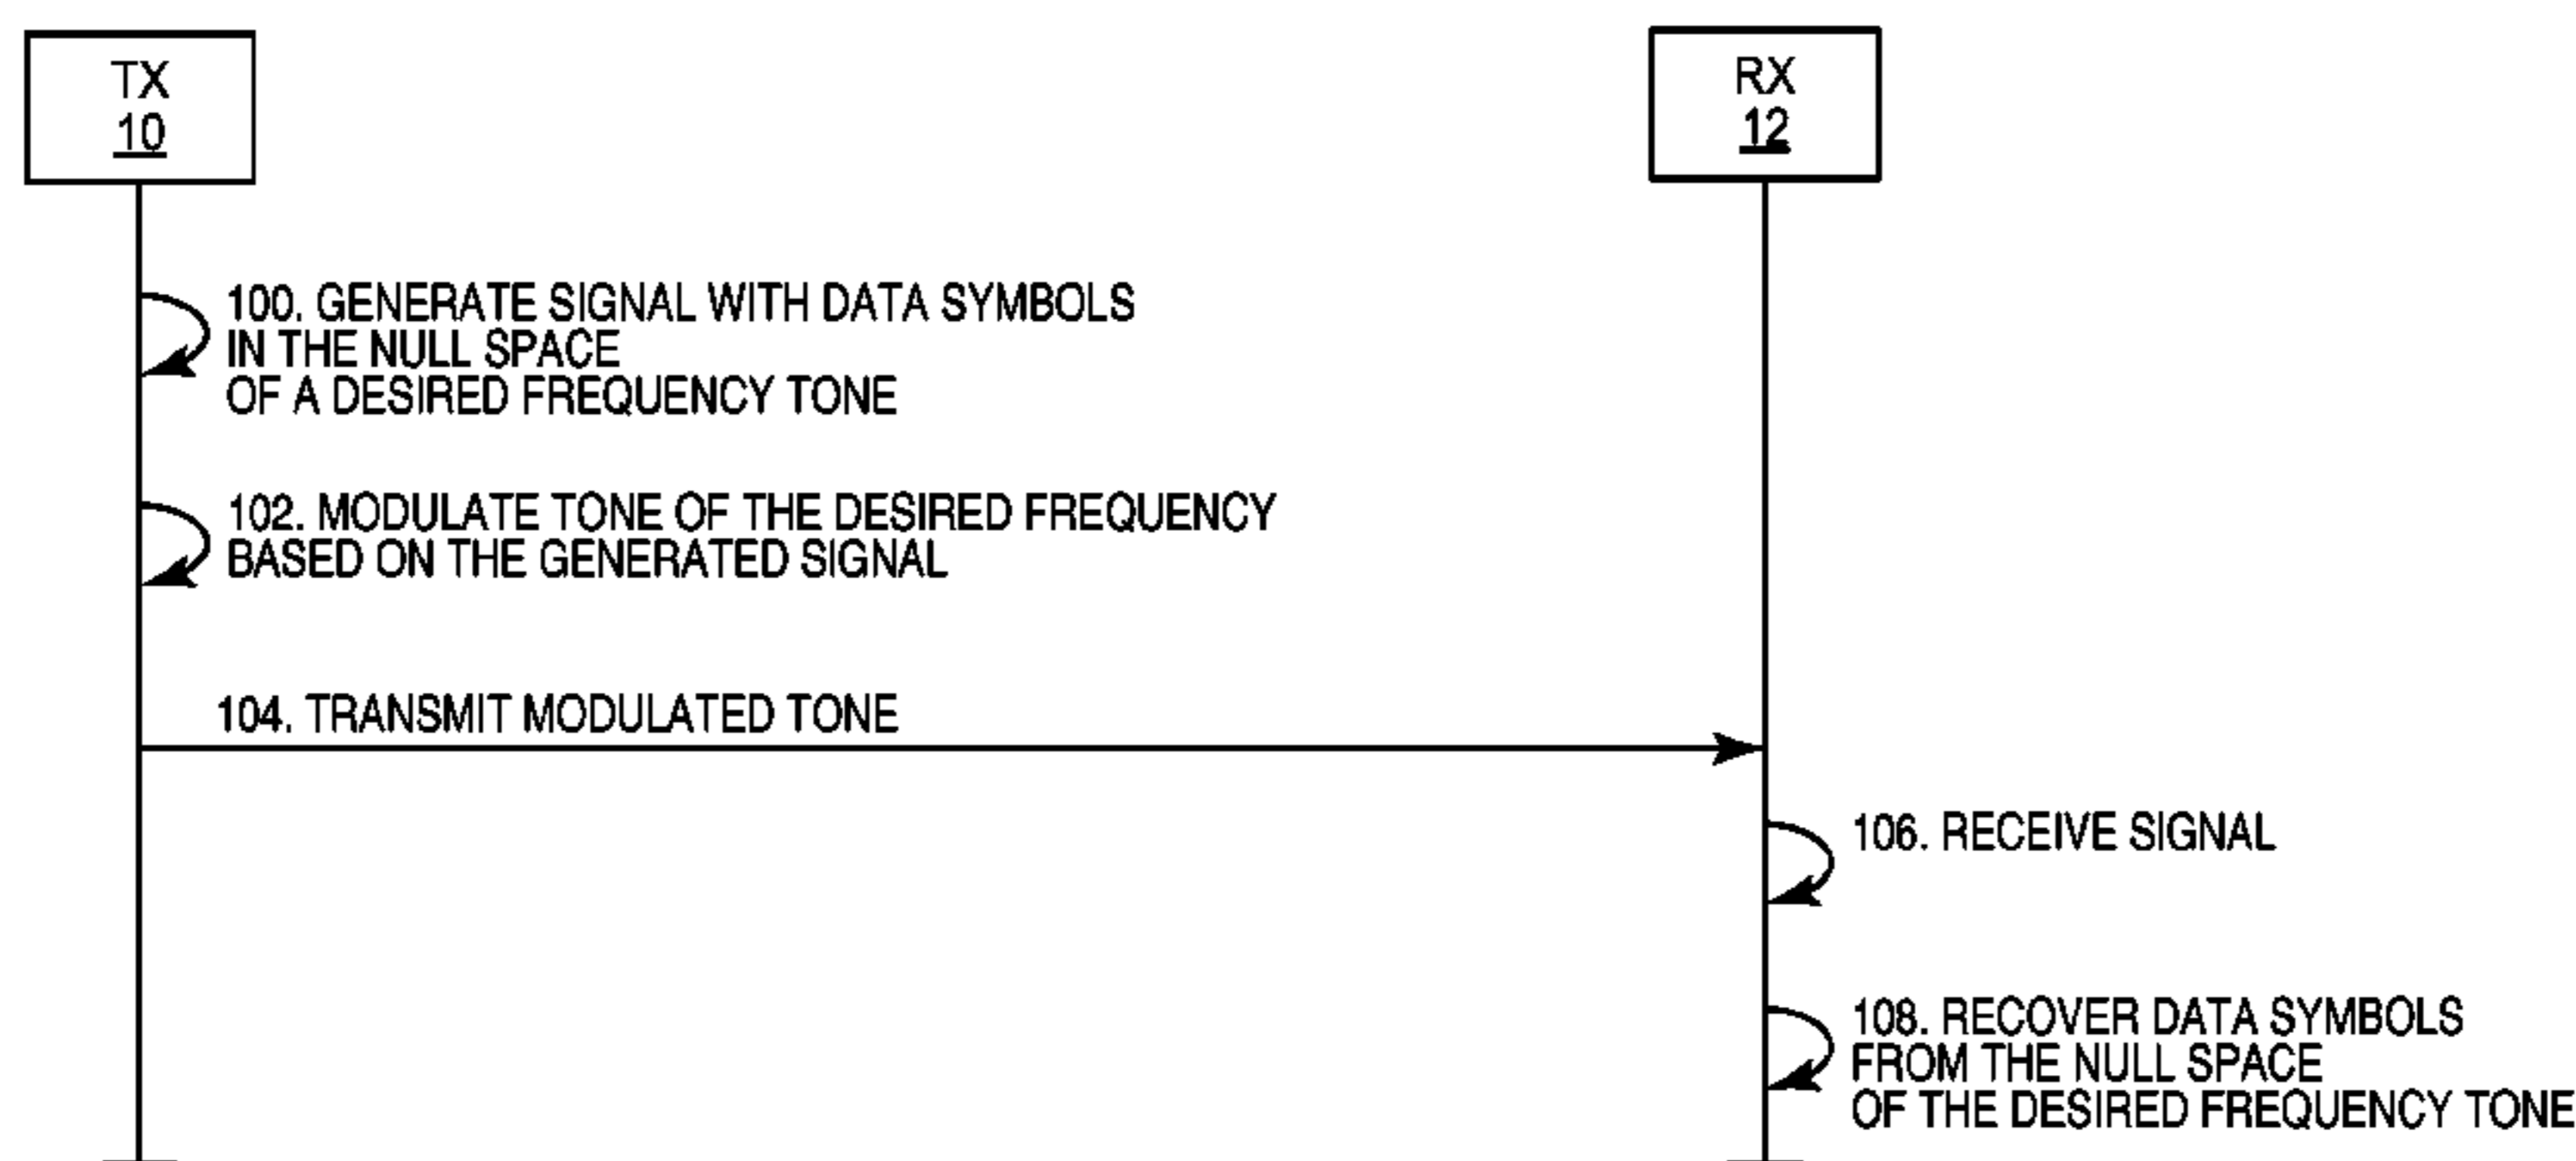 TX
10
RX
12
100. GENERATE SIGNAL WITH DATA SYMBOLS
IN THE NULL SPACE
OF A DESIRED FREQUENCY TONE
102. MODULATE TONE OF THE DESIRED FREQUENCY
BASED ON THE GENERATED SIGNAL
104. TRANSMIT MODULATED TONE
106. RECEIVE SIGNAL
108. RECOVER DATA SYMBOLS
FROM THE NULL SPACE
OF THE DESIRED FREQUENCY TONE